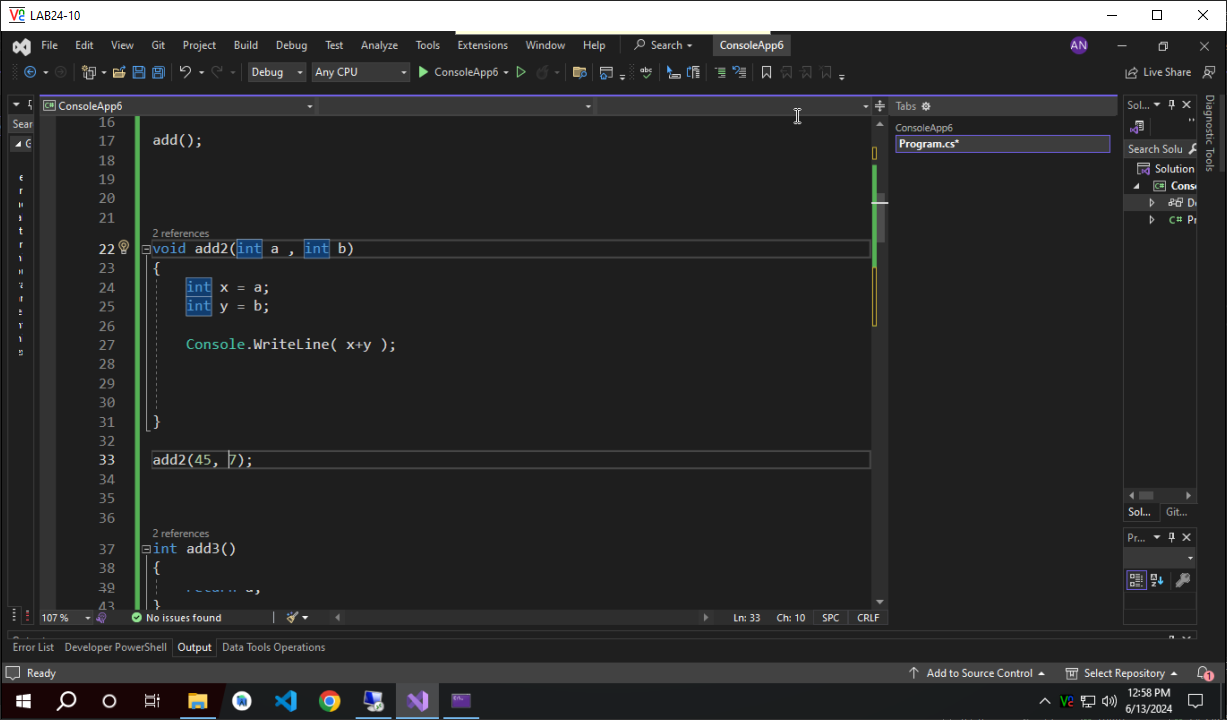 LAB24-10
File Edit View Git Project Build Debug Test Analyze Tools Extensions Window Help Search ConsoleApp6 AN
Debug Any CPU ConsoleApp6 Live Share
ConsoleApp6
Tabs
Sol...
Sear
ConsoleApp6
Program.cs*
Search Solu
Solution
Cons
D
Pr
Diagnostic Tools
16
17 add();
18
19
20
21
2 references
22 void add2(int a , int b)
23 {
24 int x = a;
25 int y = b;
26
27 Console.WriteLine( x+y );
28
29
30
31 }
32
33 add2(45, 7);
34
35
36
2 references
37 int add3()
38 {
43 }
Sol... Git...
Pr...
107 % No issues found Ln: 33 Ch: 10 SPC CRLF
Error List Developer PowerShell Output Data Tools Operations
Ready Add to Source Control Select Repository 1
12:58 PM
6/13/2024